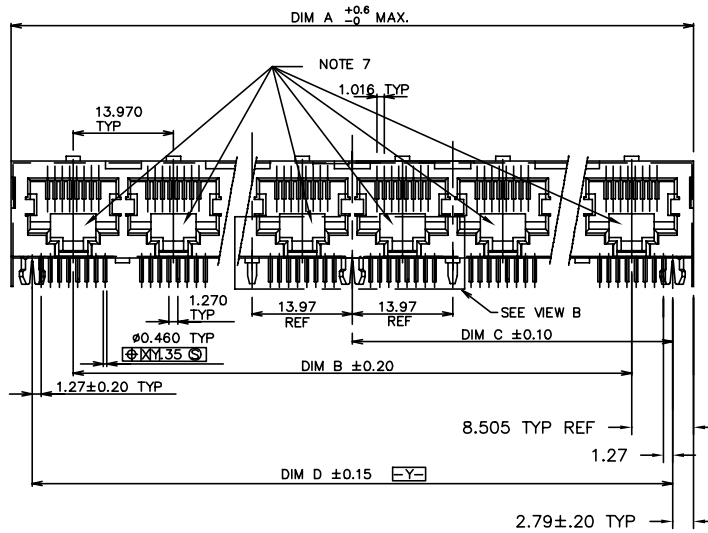 DIM A +0.6 -0 MAX.
NOTE 7
1.016 TYP
13.970
TYP
1.270
TYP
13.97
REF
13.97
REF
SEE VIEW B
DIM C ±0.10
ø0.460 TYP
⌖ XY.35 Ⓢ
DIM B ±0.20
1.27±0.20 TYP
8.505 TYP REF
1.27
DIM D ±0.15 -Y-
2.79±.20 TYP